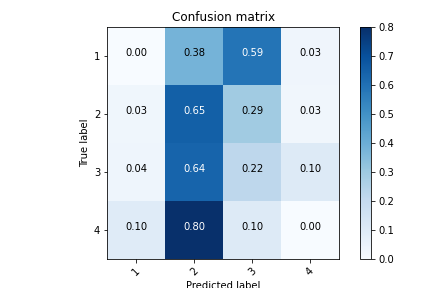 Confusion matrix
True label
1 0.00 0.38 0.59 0.03
2 0.03 0.65 0.29 0.03
3 0.04 0.64 0.22 0.10
4 0.10 0.80 0.10 0.00
1 2 3 4
Predicted label
0.8
0.7
0.6
0.5
0.4
0.3
0.2
0.1
0.0